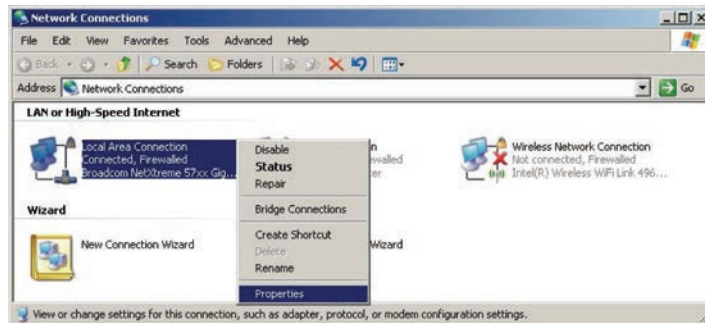 Network Connections
File Edit View Favorites Tools Advanced Help
Back Search Folders
Address Network Connections Go
LAN or High-Speed Internet
Local Area Connection
Connected, Firewalled
Broadcom NetXtreme 57xx Gig...
Disable
Status
Repair
Bridge Connections
Create Shortcut
Delete
Rename
Properties
Wireless Network Connection
Not connected, Firewalled
Intel(R) Wireless WiFi Link 496...
Wizard
New Connection Wizard
Wizard
View or change settings for this connection, such as adapter, protocol, or modem configuration settings.